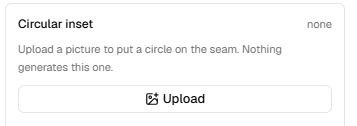 Circular inset none
Upload a picture to put a circle on the seam. Nothing
generates this one.
Upload